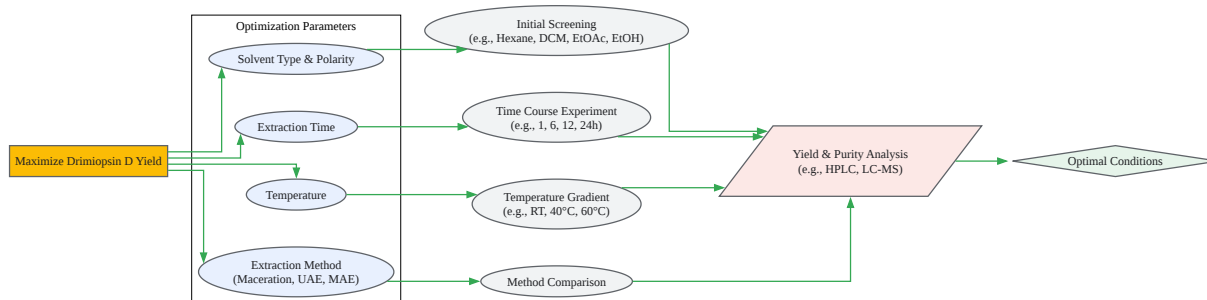 Maximize Drimiopsin D Yield
Optimization Parameters
Solvent Type & Polarity
Extraction Time
Temperature
Extraction Method
(Maceration, UAE, MAE)
Initial Screening
(e.g., Hexane, DCM, EtOAc, EtOH)
Time Course Experiment
(e.g., 1, 6, 12, 24h)
Temperature Gradient
(e.g., RT, 40°C, 60°C)
Method Comparison
Yield & Purity Analysis
(e.g., HPLC, LC-MS)
Optimal Conditions